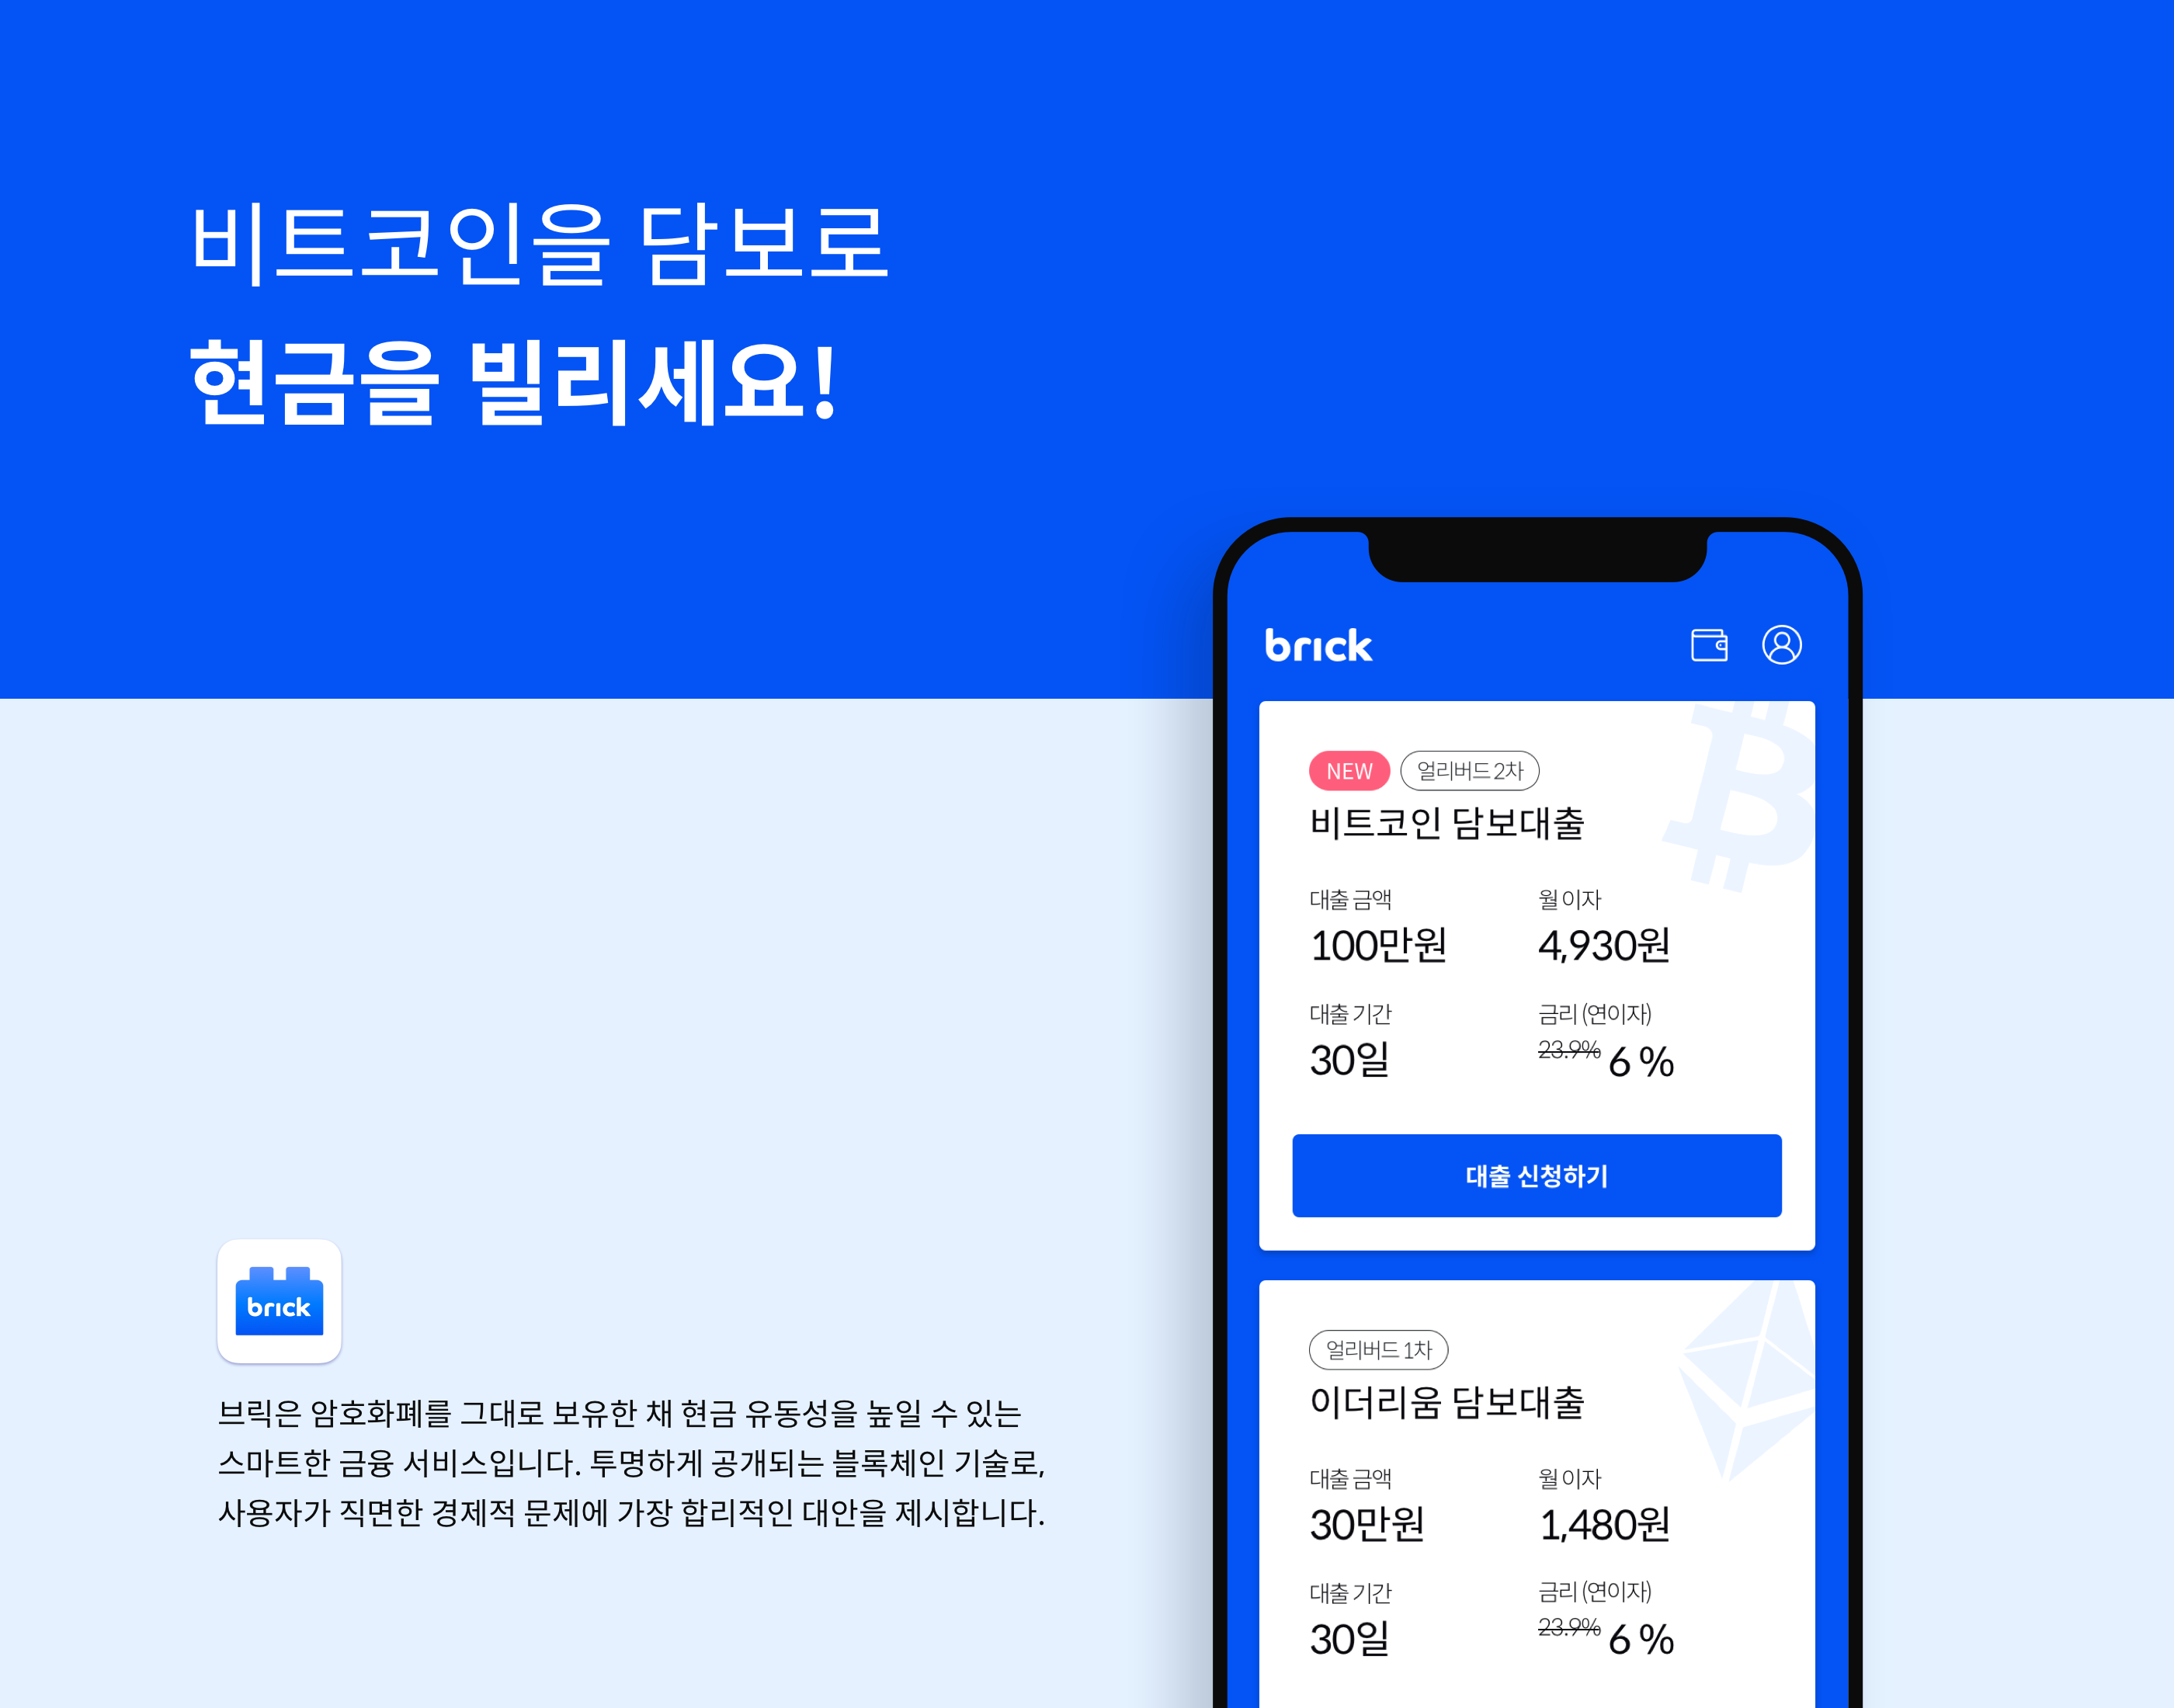 비트코인을 담보로
현금을 빌리세요!
brick
NEW 얼리버드 2차
비트코인 담보대출
대출 금액 월 이자
100만원 4,930원
대출 기간 금리 (연이자)
30일 23.9% 6 %
대출 신청하기
얼리버드 1차
이더리움 담보대출
대출 금액 월 이자
30만원 1,480원
대출 기간 금리 (연이자)
30일 23.9% 6 %
brick
브릭은 암호화폐를 그대로 보유한 채 현금 유동성을 높일 수 있는
스마트한 금융 서비스입니다. 투명하게 공개되는 블록체인 기술로,
사용자가 직면한 경제적 문제에 가장 합리적인 대안을 제시합니다.